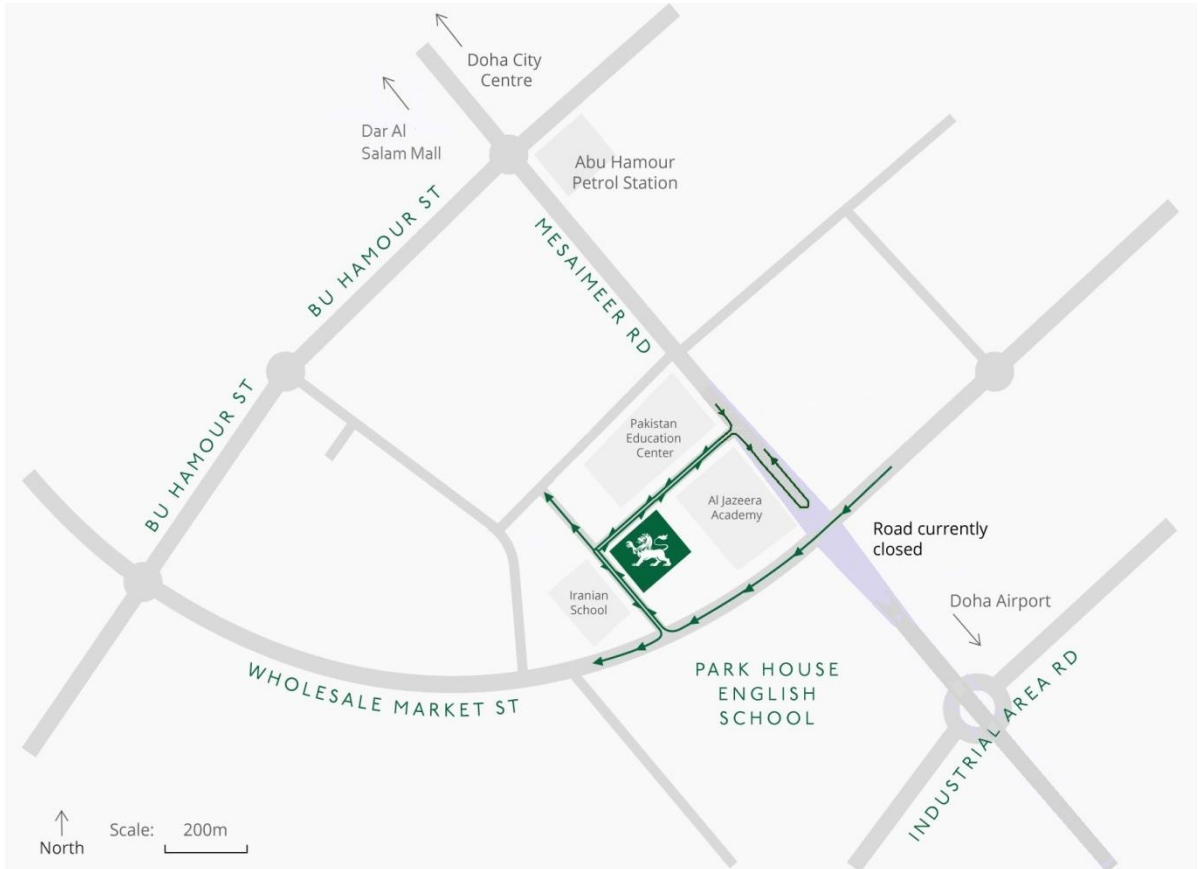 Doha City
Centre
Dar Al
Salam Mall
Abu Hamour
Petrol Station
BU HAMOUR ST
MESAIMEER RD
BU HAMOUR ST
Pakistan
Education
Center
Al Jazeera
Academy
Road currently
closed
Iranian
School
Doha Airport
WHOLESALE MARKET ST
PARK HOUSE
ENGLISH
SCHOOL
INDUSTRIAL AREA RD
North
Scale: 200m